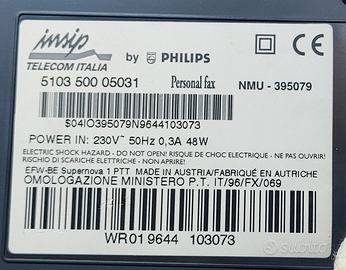 insip
TELECOM ITALIA
by PHILIPS
CE
5103 500 05031
Personal fax
NMU - 395079
S04IO395079N9644103073
POWER IN: 230V~ 50Hz 0,3A 48W
ELECTRIC SHOCK HAZARD - DO NOT OPEN! RISQUE DE CHOC ELECTRIQUE - NE PAS OUVRIR!
RISCHIO DI SCARICHE ELETTRICHE - NON APRIRE!
EFW-BE Supernova 1 PTT MADE IN AUSTRIA/FABRIQUÉ EN AUTRICHE
OMOLOGAZIONE MINISTERO P.T. IT/96/FX/069
WR01 9644 103073
subito